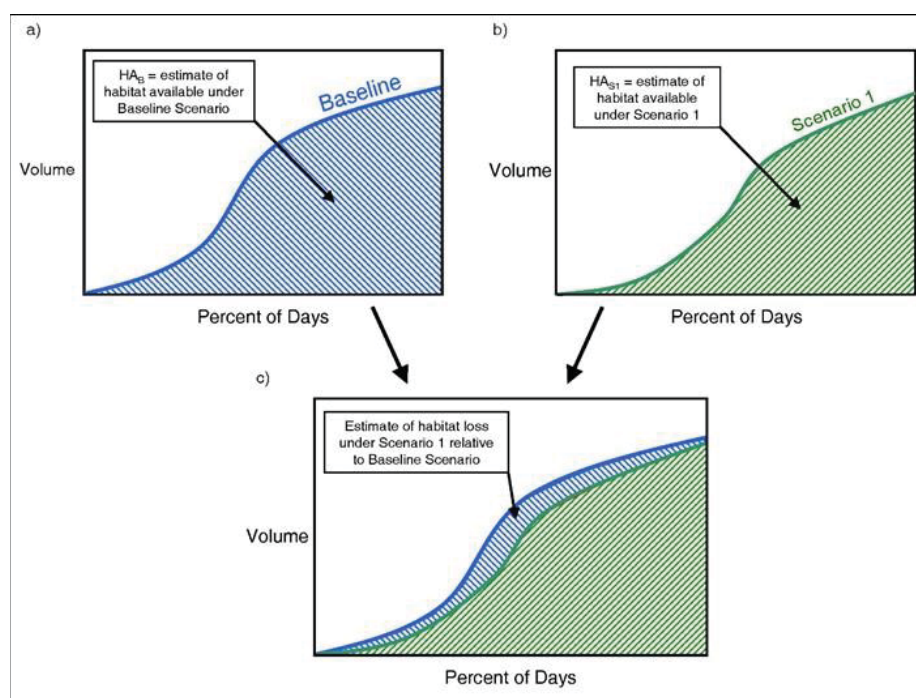 a)
HA_B = estimate of
habitat available under
Baseline Scenario
Baseline
Volume
Percent of Days
b)
HA_S1 = estimate of
habitat available
under Scenario 1
Scenario 1
Volume
Percent of Days
c)
Estimate of habitat loss
under Scenario 1 relative
to Baseline Scenario
Volume
Percent of Days